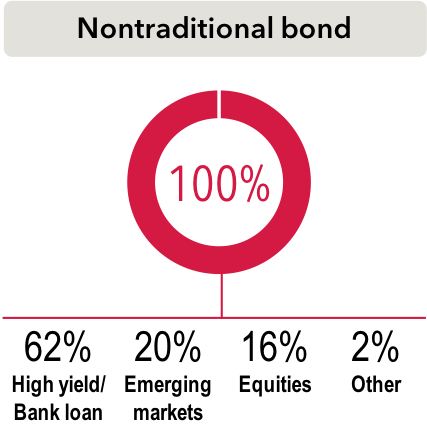 Nontraditional bond
100%
62% 20% 16% 2%
High yield/ Emerging Equities Other
Bank loan markets